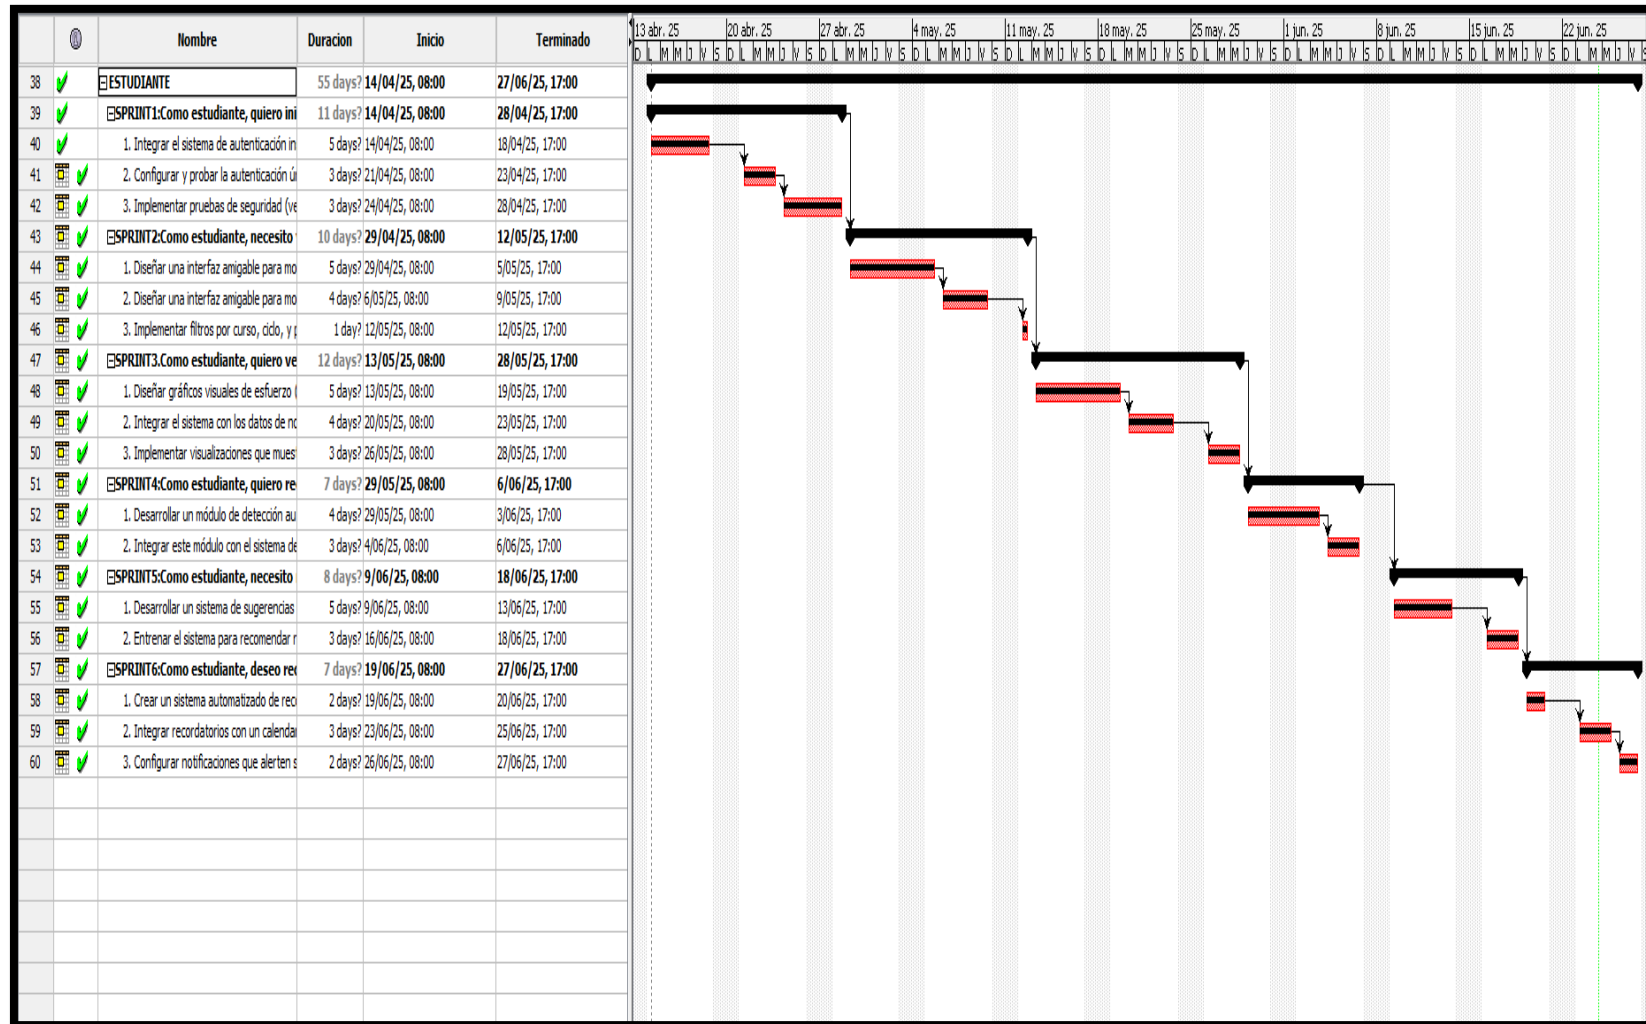 Nombre Duracion Inicio Terminado
13 abr. 25 20 abr. 25 27 abr. 25 4 may. 25 11 may. 25 18 may. 25 25 may. 25 1 jun. 25 8 jun. 25 15 jun. 25 22 jun. 25
D L M M J V S D L M M J V S D L M M J V S D L M M J V S D L M M J V S D L M M J V S D L M M J V S D L M M J V S D L M M J V S D L M M J V S D L M M J V S
38 ESTUDIANTE 55 days? 14/04/25, 08:00 27/06/25, 17:00
39 SPRINT1:Como estudiante, quiero ini 11 days? 14/04/25, 08:00 28/04/25, 17:00
40 1. Integrar el sistema de autenticación in 5 days? 14/04/25, 08:00 18/04/25, 17:00
41 2. Configurar y probar la autenticación ú 3 days? 21/04/25, 08:00 23/04/25, 17:00
42 3. Implementar pruebas de seguridad (ve 3 days? 24/04/25, 08:00 28/04/25, 17:00
43 SPRINT2:Como estudiante, necesito 10 days? 29/04/25, 08:00 12/05/25, 17:00
44 1. Diseñar una interfaz amigable para mo 5 days? 29/04/25, 08:00 5/05/25, 17:00
45 2. Diseñar una interfaz amigable para mo 4 days? 6/05/25, 08:00 9/05/25, 17:00
46 3. Implementar filtros por curso, ciclo, y p 1 day? 12/05/25, 08:00 12/05/25, 17:00
47 SPRINT3.Como estudiante, quiero ve 12 days? 13/05/25, 08:00 28/05/25, 17:00
48 1. Diseñar gráficos visuales de esfuerzo ( 5 days? 13/05/25, 08:00 19/05/25, 17:00
49 2. Integrar el sistema con los datos de no 4 days? 20/05/25, 08:00 23/05/25, 17:00
50 3. Implementar visualizaciones que mues 3 days? 26/05/25, 08:00 28/05/25, 17:00
51 SPRINT4:Como estudiante, quiero re 7 days? 29/05/25, 08:00 6/06/25, 17:00
52 1. Desarrollar un módulo de detección au 4 days? 29/05/25, 08:00 3/06/25, 17:00
53 2. Integrar este módulo con el sistema de 3 days? 4/06/25, 08:00 6/06/25, 17:00
54 SPRINT5:Como estudiante, necesito 8 days? 9/06/25, 08:00 18/06/25, 17:00
55 1. Desarrollar un sistema de sugerencias 5 days? 9/06/25, 08:00 13/06/25, 17:00
56 2. Entrenar el sistema para recomendar r 3 days? 16/06/25, 08:00 18/06/25, 17:00
57 SPRINT6:Como estudiante, deseo rec 7 days? 19/06/25, 08:00 27/06/25, 17:00
58 1. Crear un sistema automatizado de reco 2 days? 19/06/25, 08:00 20/06/25, 17:00
59 2. Integrar recordatorios con un calenda 3 days? 23/06/25, 08:00 25/06/25, 17:00
60 3. Configurar notificaciones que alerten s 2 days? 26/06/25, 08:00 27/06/25, 17:00